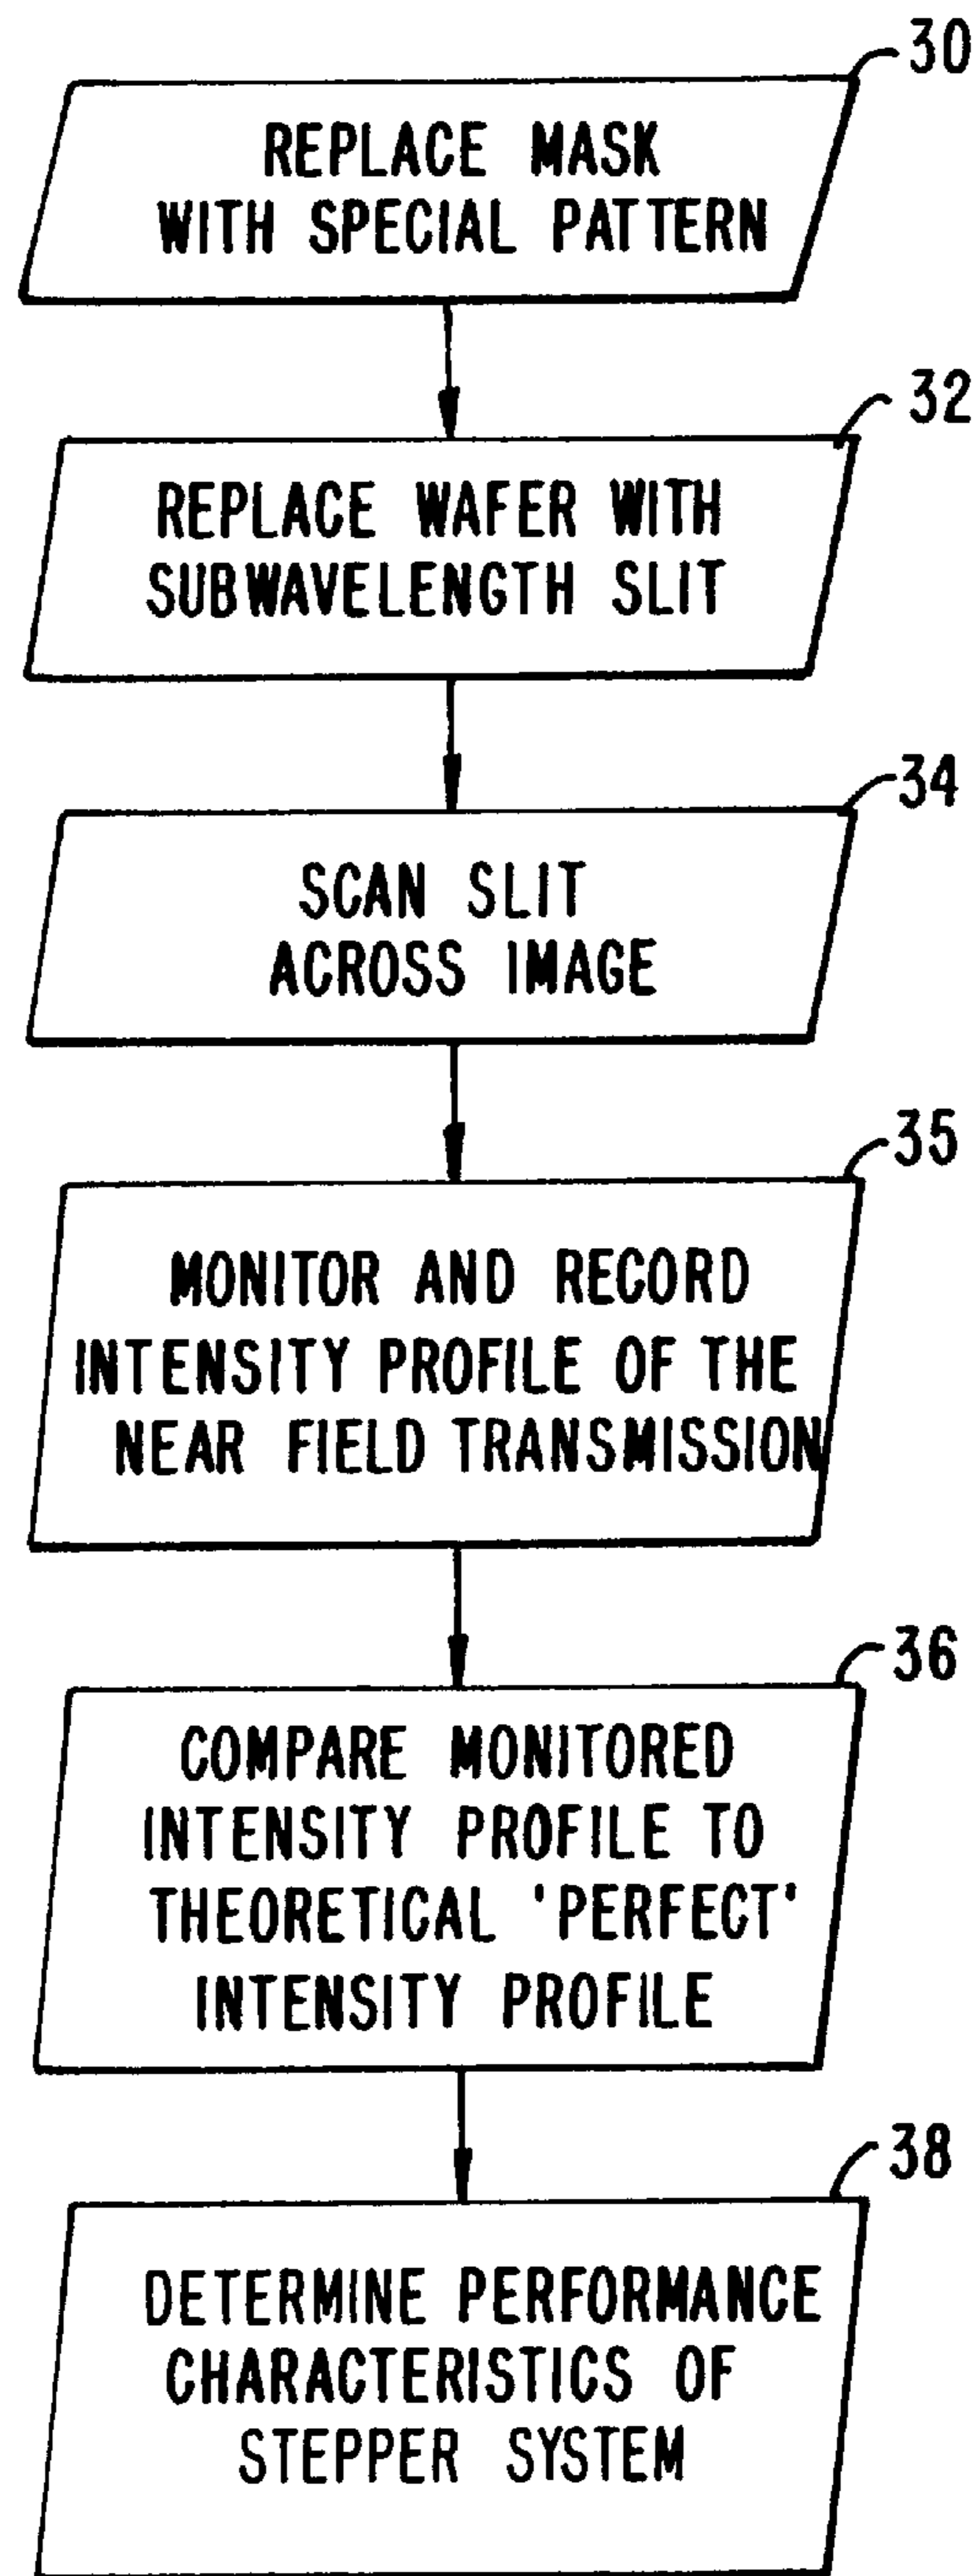 30
REPLACE MASK
WITH SPECIAL PATTERN
32
REPLACE WAFER WITH
SUBWAVELENGTH SLIT
34
SCAN SLIT
ACROSS IMAGE
35
MONITOR AND RECORD
INTENSITY PROFILE OF THE
NEAR FIELD TRANSMISSION
36
COMPARE MONITORED
INTENSITY PROFILE TO
THEORETICAL 'PERFECT'
INTENSITY PROFILE
38
DETERMINE PERFORMANCE
CHARACTERISTICS OF
STEPPER SYSTEM